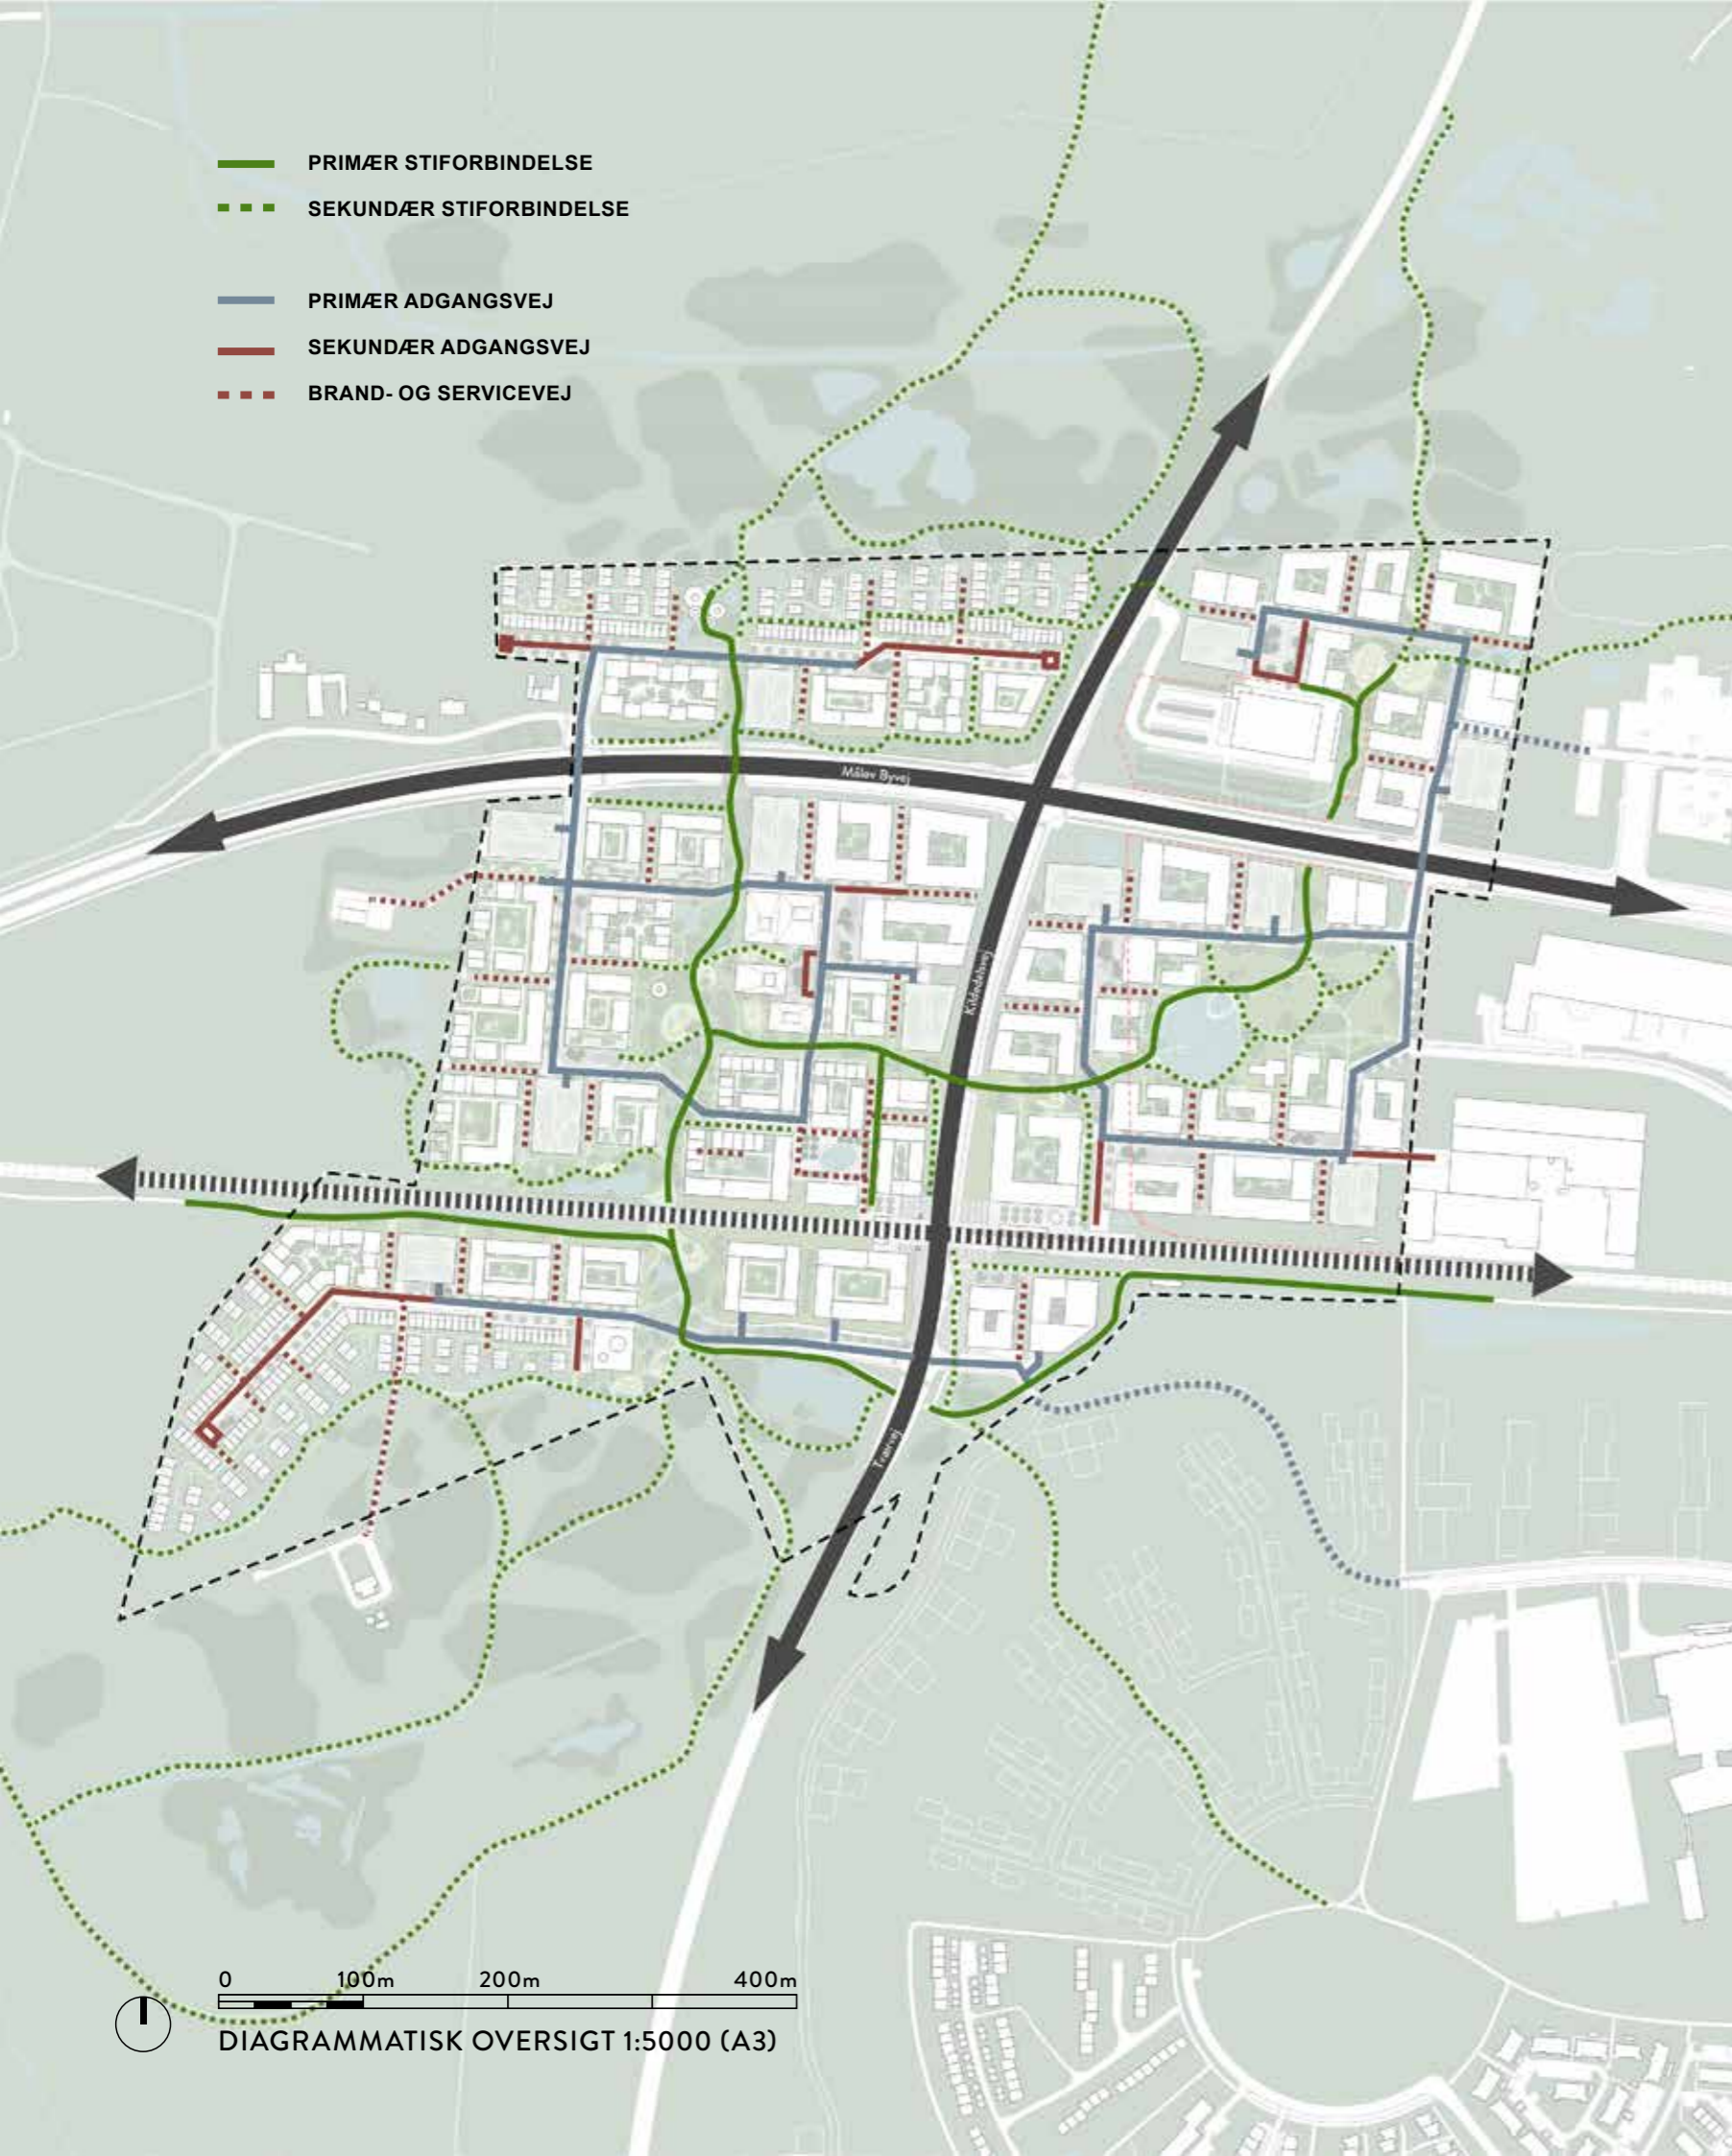 PRIMÆR STIFORBINDELSE
SEKUNDÆR STIFORBINDELSE
PRIMÆR ADGANGSVEJ
SEKUNDÆR ADGANGSVEJ
BRAND- OG SERVICEVEJ
Måløv Byvej
Kildedalsvej
Tværvej
0 100m 200m 400m
DIAGRAMMATISK OVERSIGT 1:5000 (A3)